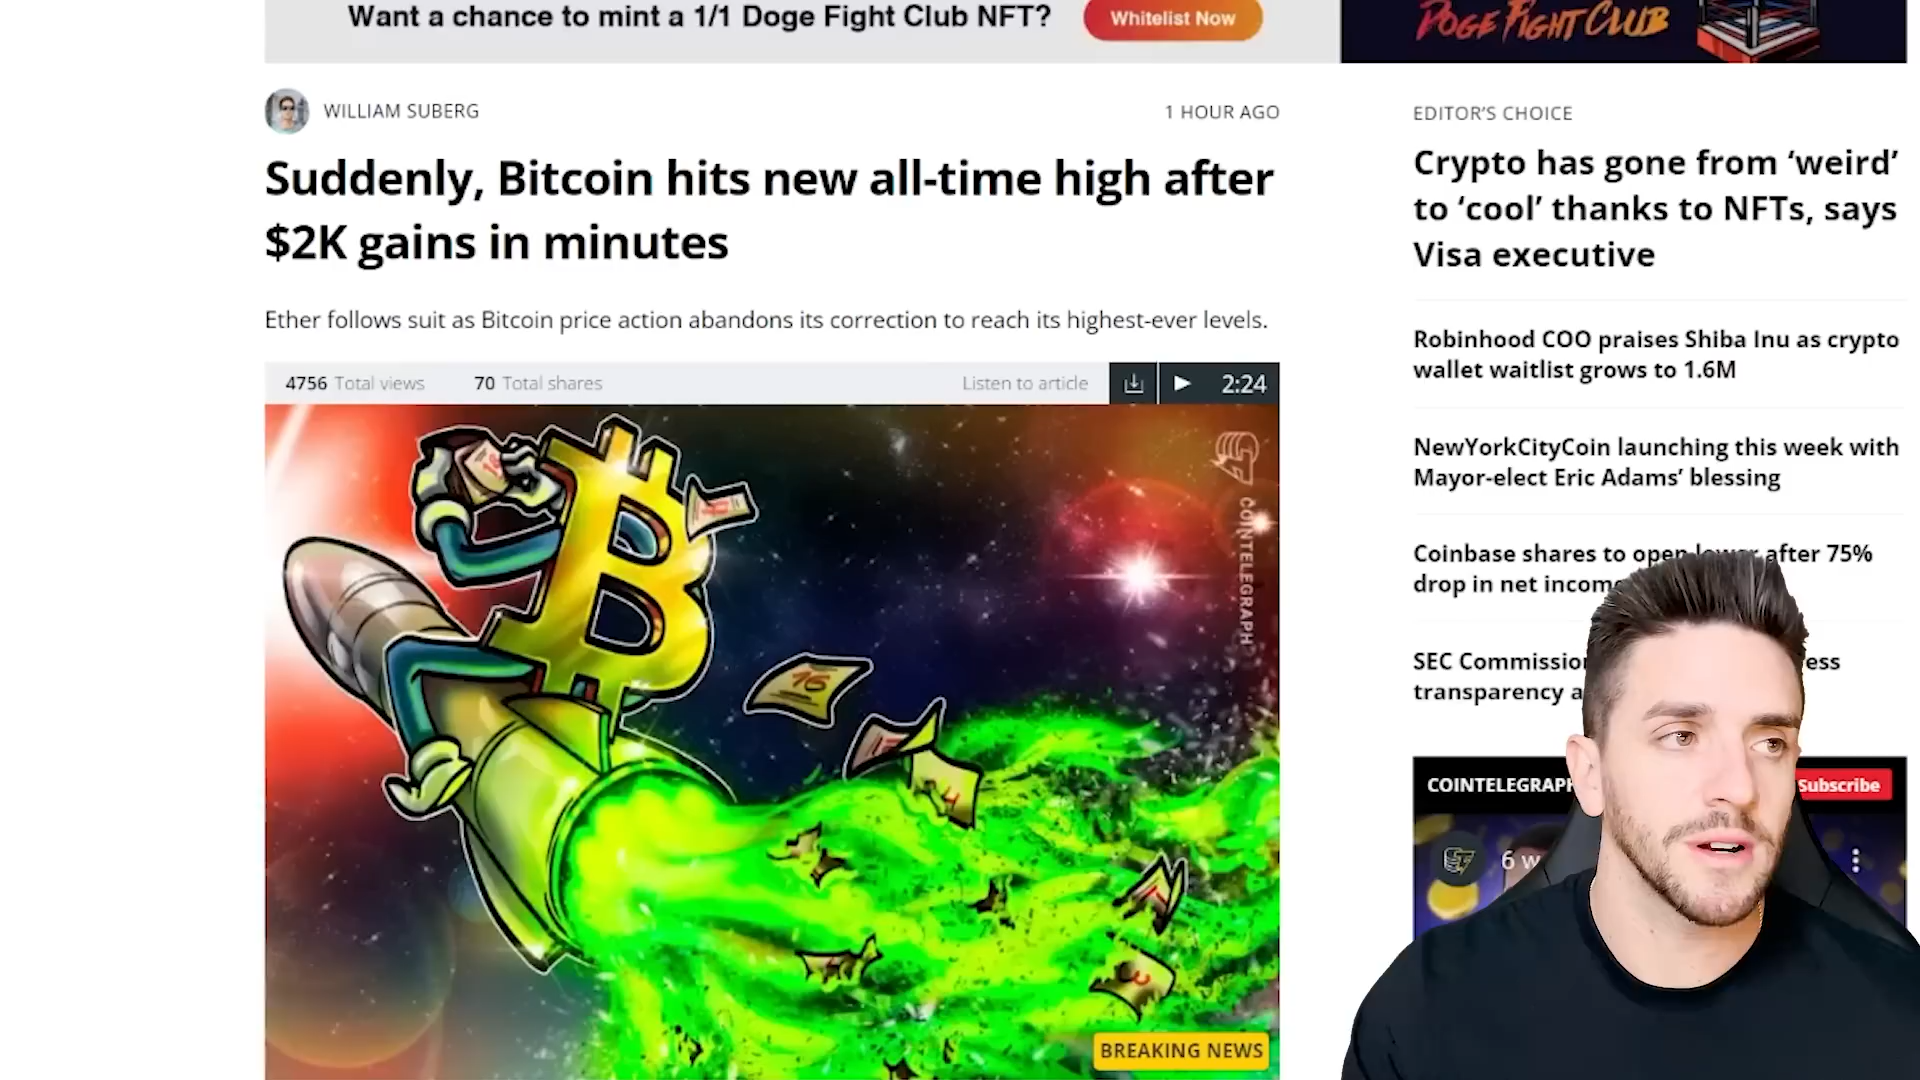 Want a chance to mint a 1/1 Doge Fight Club NFT?
Whitelist Now
DOGE FIGHT CLUB
WILLIAM SUBERG
1 HOUR AGO
Suddenly, Bitcoin hits new all-time high after
$2K gains in minutes
Ether follows suit as Bitcoin price action abandons its correction to reach its highest-ever levels.
4756 Total views
70 Total shares
Listen to article
2:24
16
COINTELEGRAPH
BREAKING NEWS
EDITOR'S CHOICE
Crypto has gone from ‘weird’
to ‘cool’ thanks to NFTs, says
Visa executive
Robinhood COO praises Shiba Inu as crypto
wallet waitlist grows to 1.6M
NewYorkCityCoin launching this week with
Mayor-elect Eric Adams’ blessing
Coinbase shares to open lower after 75%
drop in net income
SEC
transparency
COINTELEGRAPH
Subscribe
6